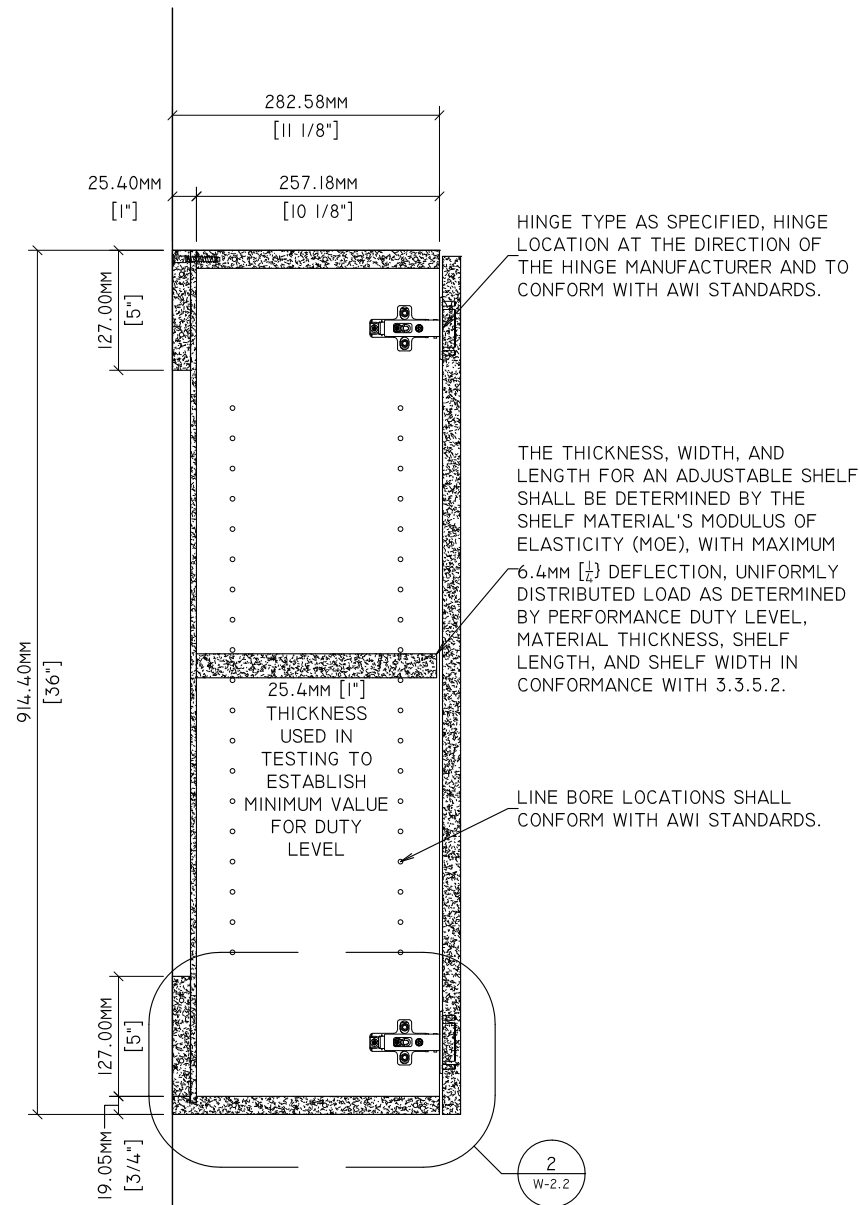 282.58MM
[11 1/8"]
25.40MM
[1"]
257.18MM
[10 1/8"]
HINGE TYPE AS SPECIFIED, HINGE
LOCATION AT THE DIRECTION OF
THE HINGE MANUFACTURER AND TO
CONFORM WITH AWI STANDARDS.
127.00MM
[5"]
THE THICKNESS, WIDTH, AND
LENGTH FOR AN ADJUSTABLE SHELF
SHALL BE DETERMINED BY THE
SHELF MATERIAL'S MODULUS OF
ELASTICITY (MOE), WITH MAXIMUM
6.4MM [1/4} DEFLECTION, UNIFORMLY
DISTRIBUTED LOAD AS DETERMINED
BY PERFORMANCE DUTY LEVEL,
MATERIAL THICKNESS, SHELF
LENGTH, AND SHELF WIDTH IN
CONFORMANCE WITH 3.3.5.2.
914.40MM
[36"]
25.4MM [1"]
THICKNESS
USED IN
TESTING TO
ESTABLISH
MINIMUM VALUE
FOR DUTY
LEVEL
LINE BORE LOCATIONS SHALL
CONFORM WITH AWI STANDARDS.
127.00MM
[5"]
19.05MM
[3/4"]
2
W-2.2